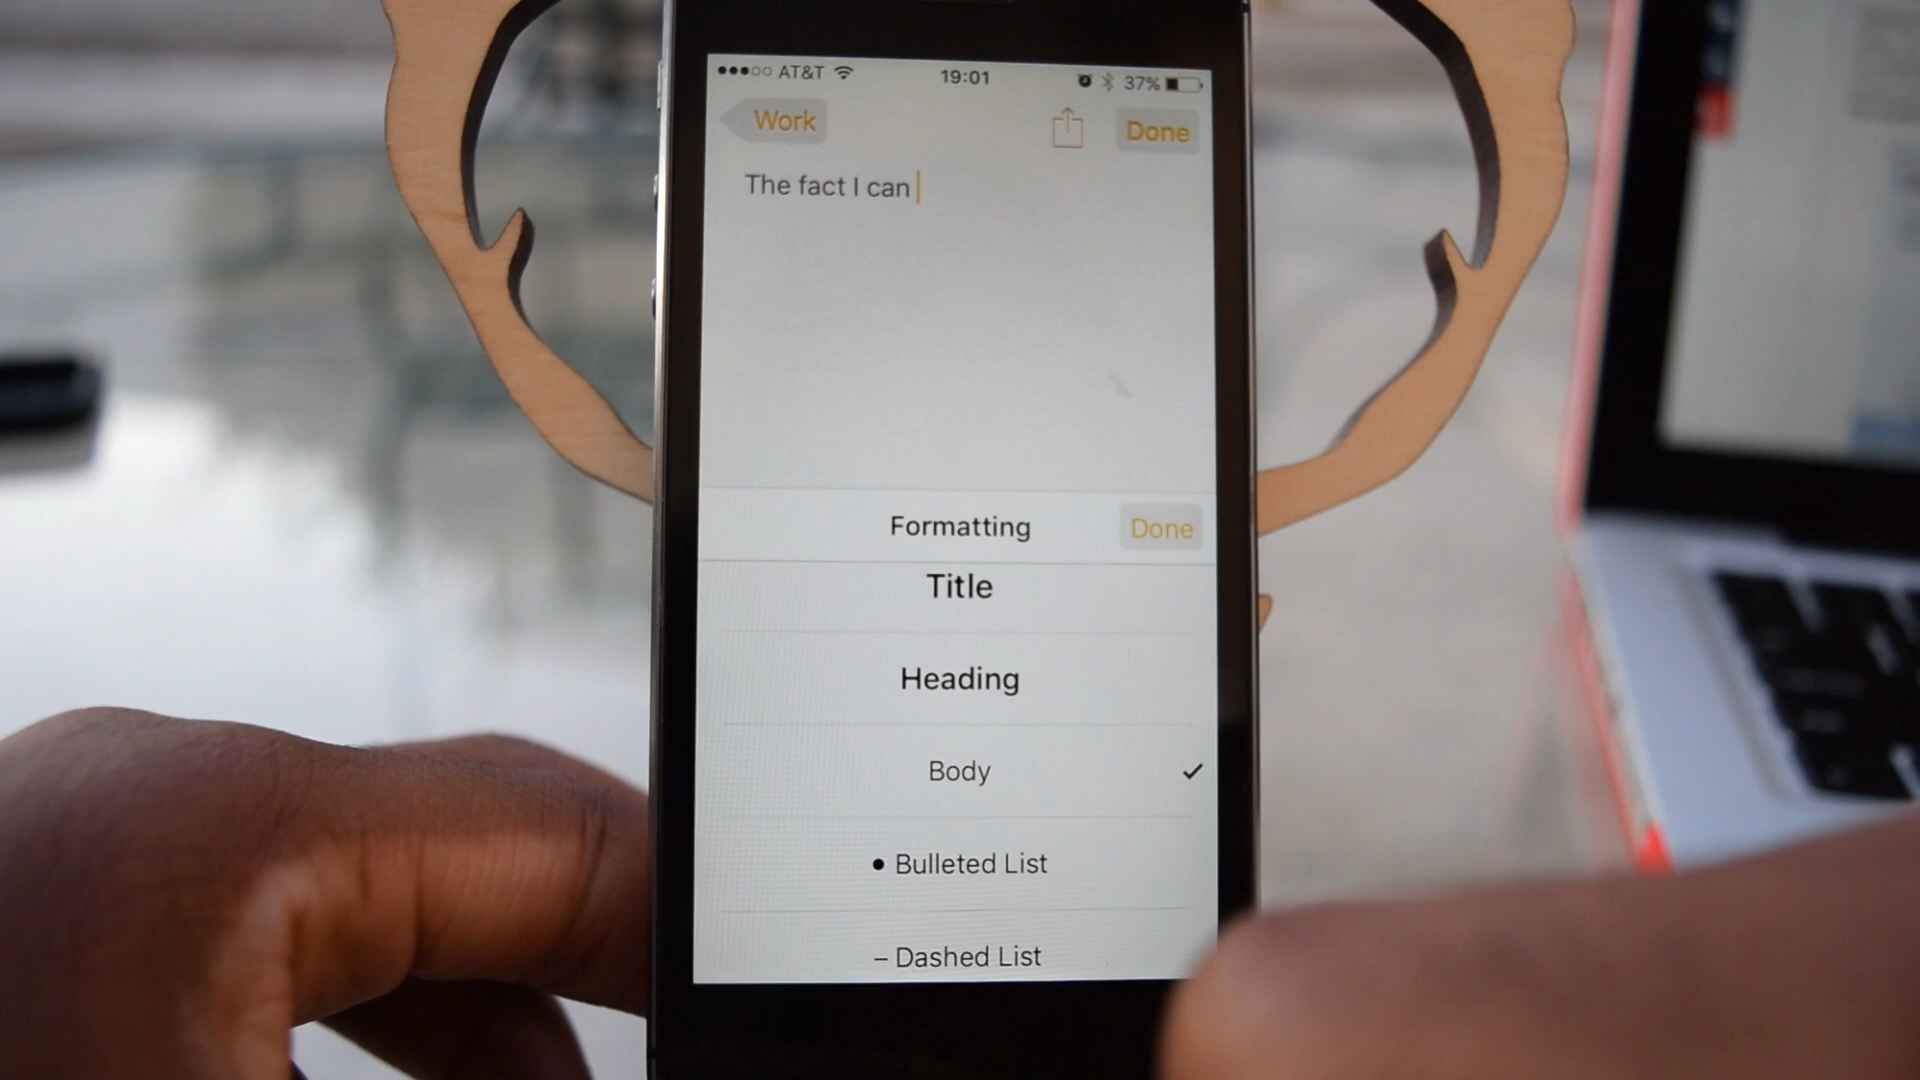 AT&T 19:01 37%
Work Done
The fact I can
Formatting Done
Title
Heading
Body
• Bulleted List
– Dashed List